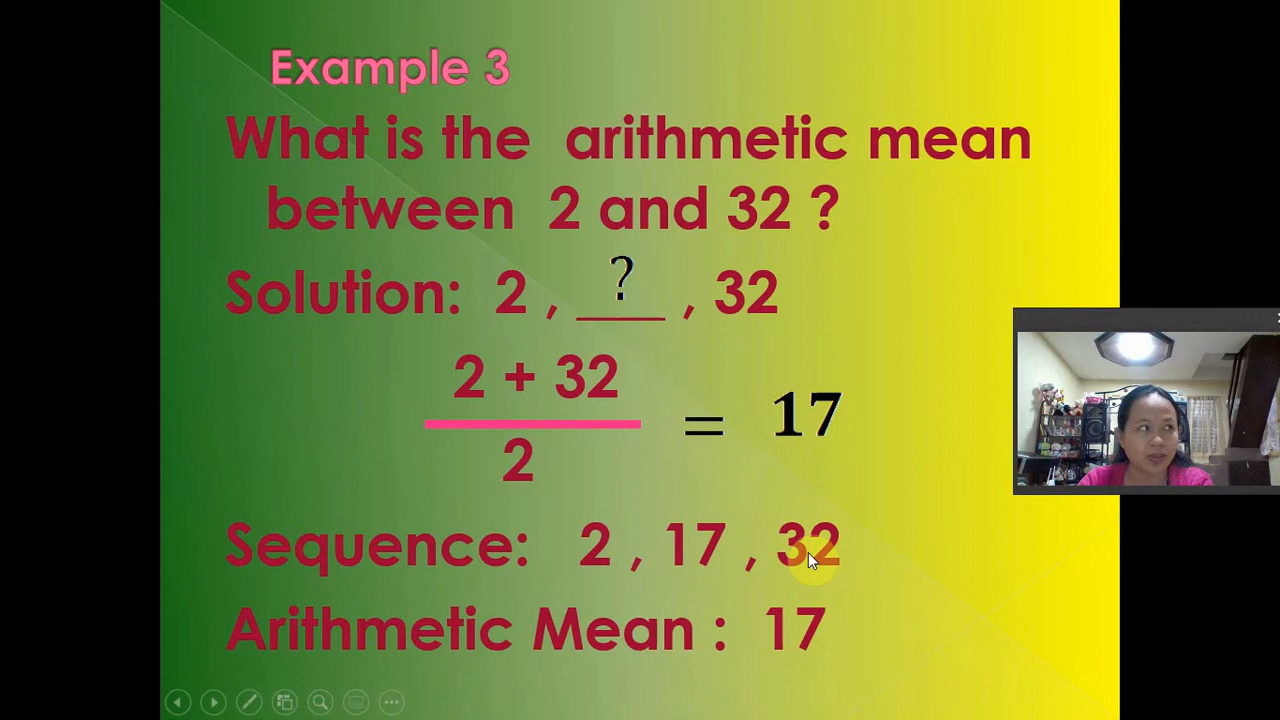 Example 3
What is the arithmetic mean
between 2 and 32 ?
Solution: 2 , ___ , 32
?
2 + 32
2
= 17
Sequence: 2 , 17 , 32
Arithmetic Mean : 17